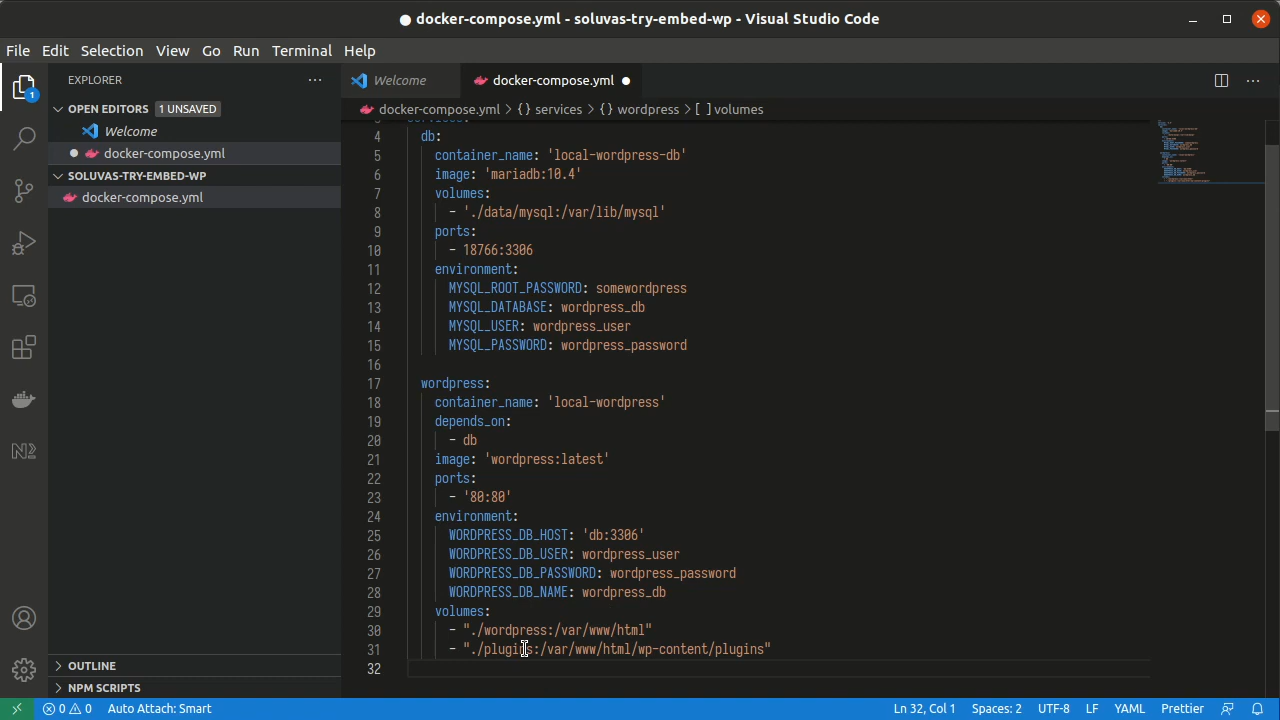 ● docker-compose.yml - soluvas-try-embed-wp - Visual Studio Code
File Edit Selection View Go Run Terminal Help
EXPLORER
OPEN EDITORS 1 UNSAVED
Welcome
docker-compose.yml
SOLUVAS-TRY-EMBED-WP
docker-compose.yml
OUTLINE
NPM SCRIPTS
1
Welcome
docker-compose.yml ●
docker-compose.yml > {} services > {} wordpress > [ ] volumes
3 services:
4 db:
5 container_name: 'local-wordpress-db'
6 image: 'mariadb:10.4'
7 volumes:
8 - './data/mysql:/var/lib/mysql'
9 ports:
10 - 18766:3306
11 environment:
12 MYSQL_ROOT_PASSWORD: somewordpress
13 MYSQL_DATABASE: wordpress_db
14 MYSQL_USER: wordpress_user
15 MYSQL_PASSWORD: wordpress_password
16
17 wordpress:
18 container_name: 'local-wordpress'
19 depends_on:
20 - db
21 image: 'wordpress:latest'
22 ports:
23 - '80:80'
24 environment:
25 WORDPRESS_DB_HOST: 'db:3306'
26 WORDPRESS_DB_USER: wordpress_user
27 WORDPRESS_DB_PASSWORD: wordpress_password
28 WORDPRESS_DB_NAME: wordpress_db
29 volumes:
30 - "./wordpress:/var/www/html"
31 - "./plugins:/var/www/html/wp-content/plugins"
32
0 0 Auto Attach: Smart Ln 32, Col 1 Spaces: 2 UTF-8 LF YAML Prettier